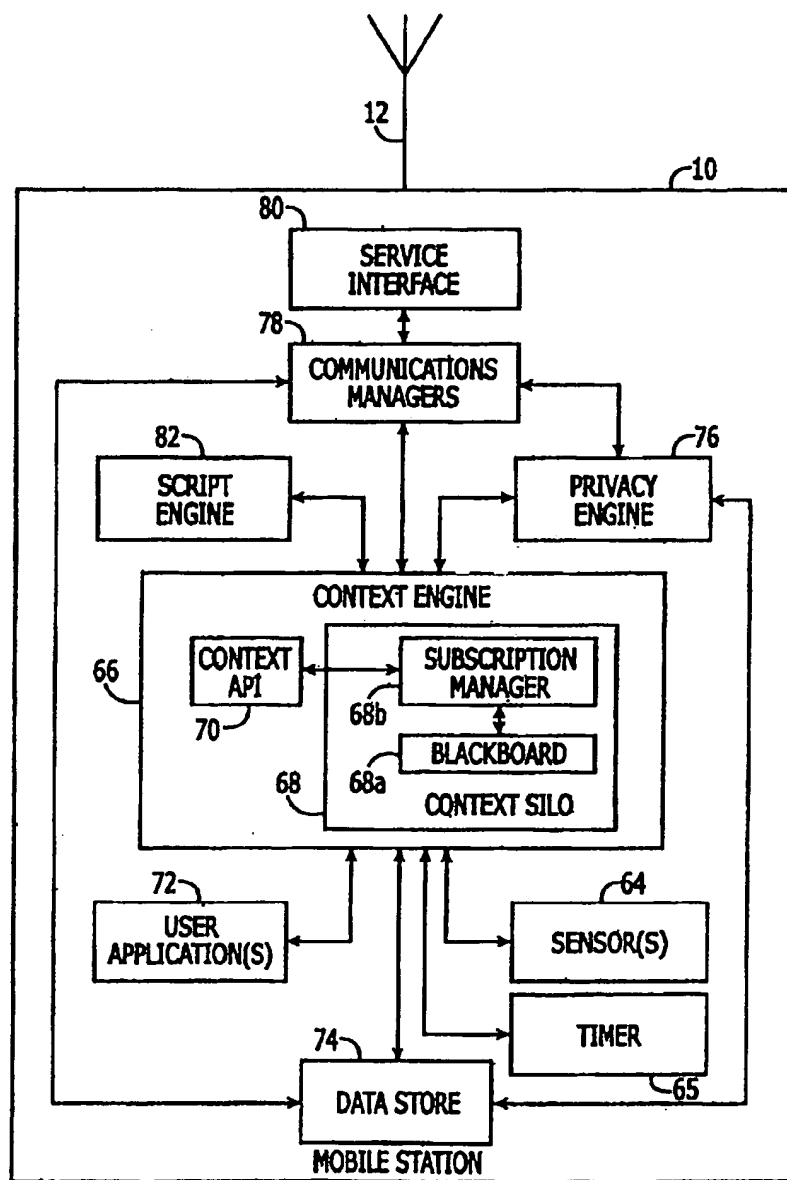 12
10
80
SERVICE
INTERFACE
78
COMMUNICATIONS
MANAGERS
82
SCRIPT
ENGINE
76
PRIVACY
ENGINE
CONTEXT ENGINE
66
CONTEXT
API
70
SUBSCRIPTION
MANAGER
68b
BLACKBOARD
68a
68
CONTEXT SILO
72
USER
APPLICATION(S)
64
SENSOR(S)
TIMER
65
74
DATA STORE
MOBILE STATION